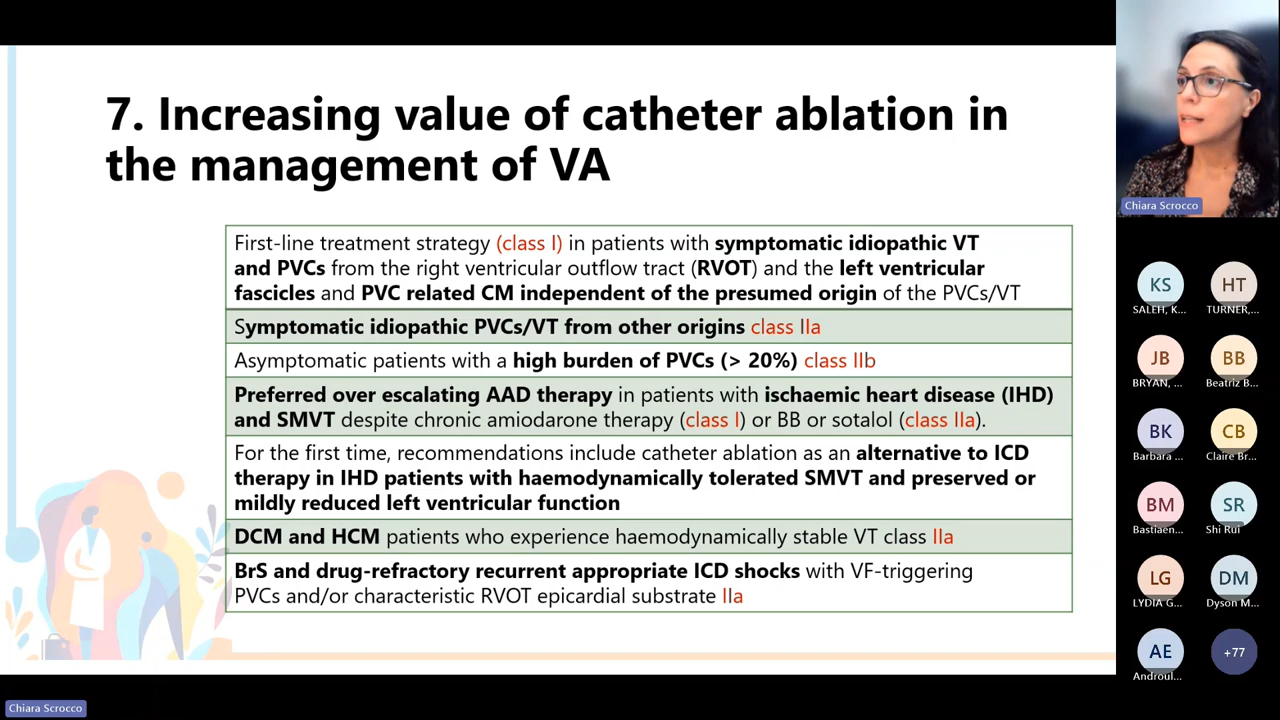 7. Increasing value of catheter ablation in
the management of VA
First-line treatment strategy (class I) in patients with symptomatic idiopathic VT
and PVCs from the right ventricular outflow tract (RVOT) and the left ventricular
fascicles and PVC related CM independent of the presumed origin of the PVCs/VT
Symptomatic idiopathic PVCs/VT from other origins class IIa
Asymptomatic patients with a high burden of PVCs (> 20%) class IIb
Preferred over escalating AAD therapy in patients with ischaemic heart disease (IHD)
and SMVT despite chronic amiodarone therapy (class I) or BB or sotalol (class IIa).
For the first time, recommendations include catheter ablation as an alternative to ICD
therapy in IHD patients with haemodynamically tolerated SMVT and preserved or
mildly reduced left ventricular function
DCM and HCM patients who experience haemodynamically stable VT class IIa
BrS and drug-refractory recurrent appropriate ICD shocks with VF-triggering
PVCs and/or characteristic RVOT epicardial substrate IIa
Chiara Scrocco
Chiara Scrocco
KS
SALEH, K...
HT
TURNER,...
JB
BRYAN, ...
BB
Beatriz B...
BK
Barbara ...
CB
Claire Br...
BM
Bastiaen...
SR
Shi Rui
LG
LYDIA G...
DM
Dyson M...
AE
Androul...
+77